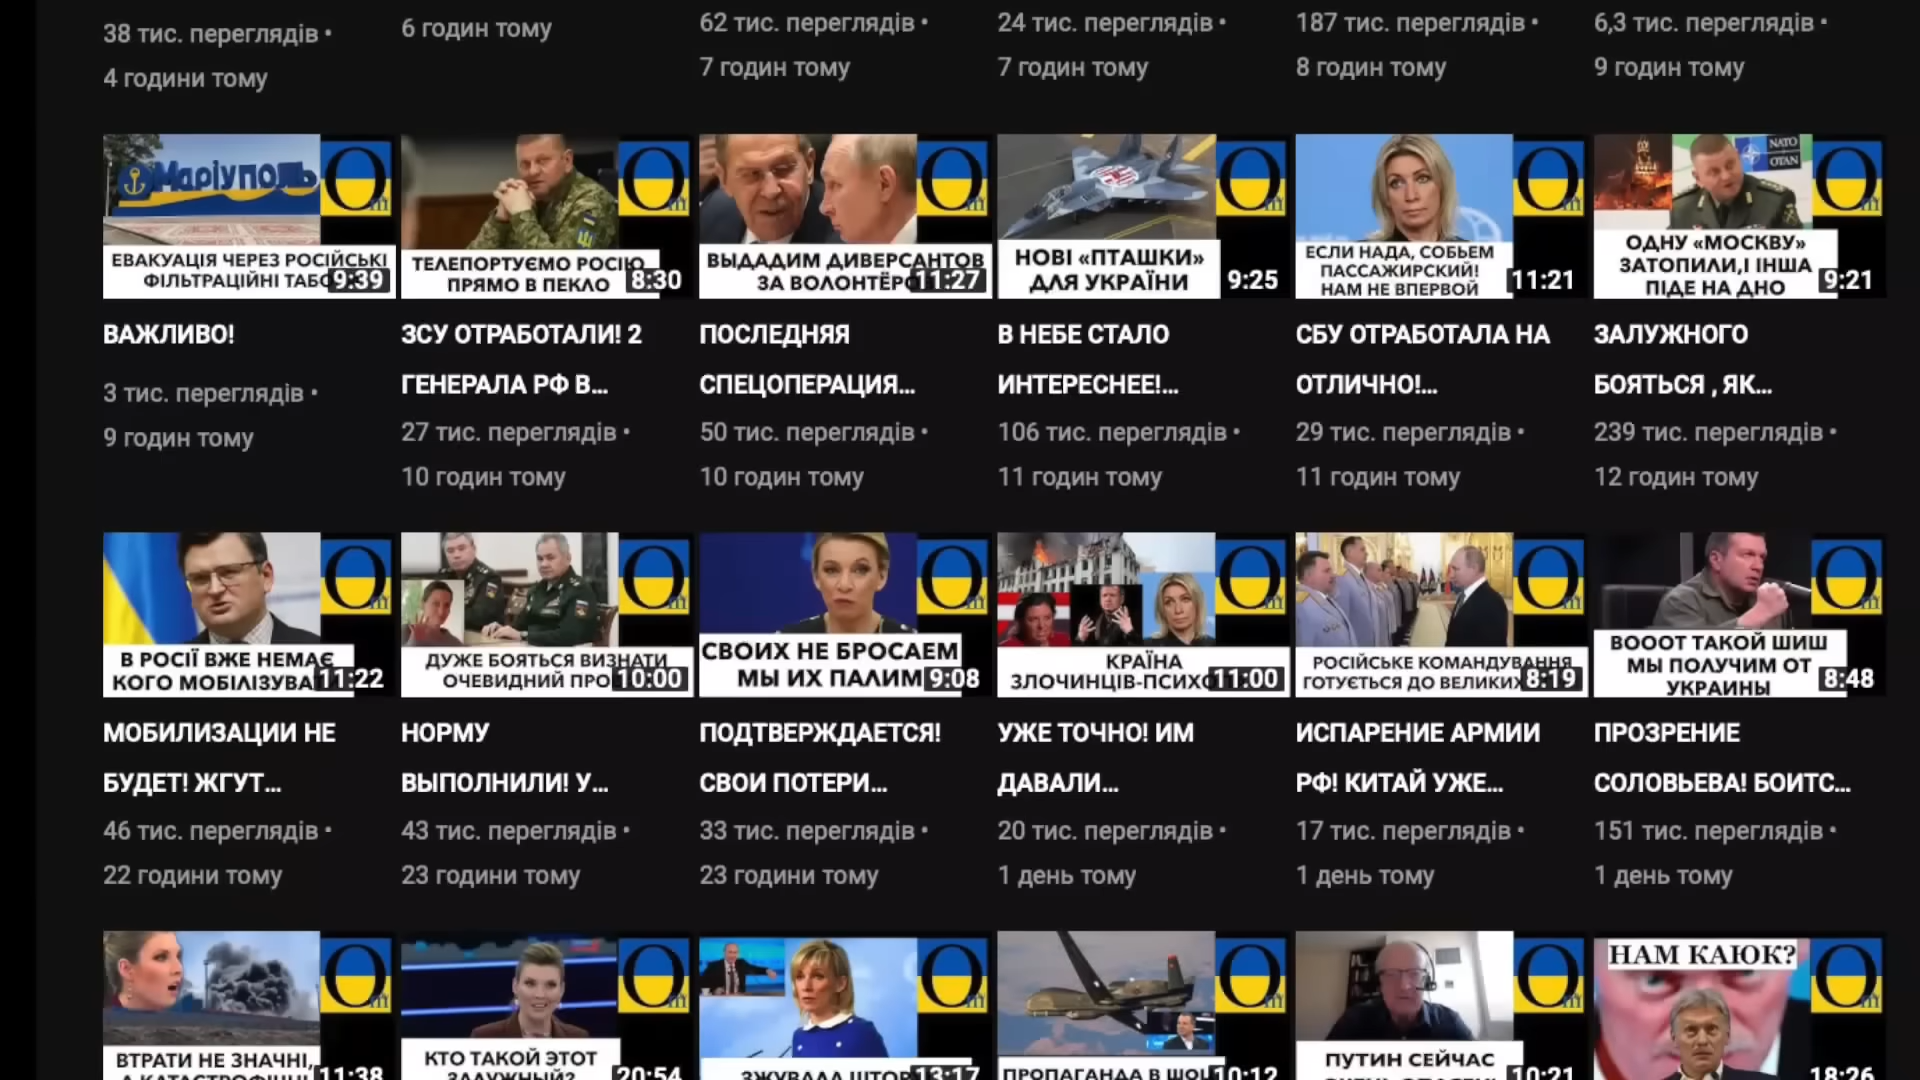 38 тис. переглядів •
4 години тому
6 годин тому
62 тис. переглядів •
7 годин тому
24 тис. переглядів •
7 годин тому
187 тис. переглядів •
8 годин тому
6,3 тис. переглядів •
9 годин тому
Маріуполь
ЕВАКУАЦІЯ ЧЕРЕЗ РОСІЙСЬКІ
ФІЛЬТРАЦІЙНІ
9:39
ВАЖЛИВО!
3 тис. переглядів •
9 годин тому
ТЕЛЕПОРТУЄМО РОСІЮ
ПРЯМО В ПЕКЛО
8:30
ЗСУ ОТРАБОТАЛИ! 2
ГЕНЕРАЛА РФ В...
27 тис. переглядів •
10 годин тому
ВЫДАДИМ ДИВЕРСАНТОВ
ЗА
11:27
ПОСЛЕДНЯЯ
СПЕЦОПЕРАЦИЯ...
50 тис. переглядів •
10 годин тому
НОВІ «ПТАШКИ»
ДЛЯ УКРАЇНИ
9:25
В НЕБЕ СТАЛО
ИНТЕРЕСНЕЕ!...
106 тис. переглядів •
11 годин тому
ЕСЛИ НАДА, СОБЬЕМ
ПАССАЖИРСКИЙ!
НАМ НЕ ВПЕРВОЙ
11:21
СБУ ОТРАБОТАЛА НА
ОТЛИЧНО!...
29 тис. переглядів •
11 годин тому
NATO
OTAN
ОДНУ «МОСКВУ»
ЗАТОПИЛИ,І ІНША
ПІДЕ НА ДНО
9:21
ЗАЛУЖНОГО
БОЯТЬСЯ , ЯК...
239 тис. переглядів •
12 годин тому
В РОСІЇ ВЖЕ НЕМАЄ
КОГО
11:22
МОБИЛИЗАЦИИ НЕ
БУДЕТ! ЖГУТ...
46 тис. переглядів •
22 години тому
ДУЖЕ БОЯТЬСЯ ВИЗНАТИ
ОЧЕВИДНИЙ
10:00
НОРМУ
ВЫПОЛНИЛИ! У...
43 тис. переглядів •
23 години тому
СВОИХ НЕ БРОСАЕМ
МЫ ИХ ПАЛИМ
9:08
ПОДТВЕРЖДАЕТСЯ!
СВОИ ПОТЕРИ...
33 тис. переглядів •
23 години тому
КРАЇНА
11:00
УЖЕ ТОЧНО! ИМ
ДАВАЛИ...
20 тис. переглядів •
1 день тому
РОСІЙСЬКЕ КОМАНДУВАННЯ
ГОТУЄТЬСЯ ДО
8:19
ИСПАРЕНИЕ АРМИИ
РФ! КИТАЙ УЖЕ...
17 тис. переглядів •
1 день тому
ВОООТ ТАКОЙ ШИШ
МЫ ПОЛУЧИМ ОТ
УКРАИНЫ
8:48
ПРОЗРЕНИЕ
СОЛОВЬЕВА! БОИТС...
151 тис. переглядів •
1 день тому
ВТРАТИ НЕ ЗНАЧНІ,
11:38
КТО ТАКОЙ ЭТОТ
ЗАЛУЖНЫЙ?
20:54
13:17
ПРОПАГАНДА В
10:12
ПУТИН СЕЙЧАС
10:21
НАМ КАЮК?
18:26